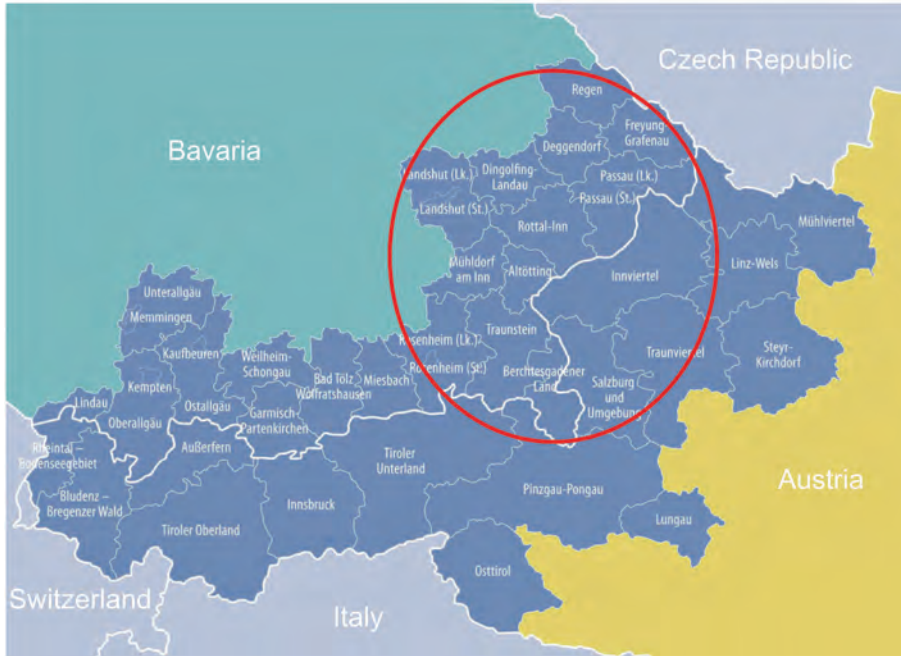 Czech Republic
Bavaria
Regen
Freyung-
Grafenau
Deggendorf
Landshut (Lk.)
Dingolfing-
Landau
Passau (Lk.)
Landshut (St.)
Passau (St.)
Rottal-Inn
Mühlviertel
Mühldorf
am Inn
Altötting
Innviertel
Linz-Wels
Unterallgäu
Memmingen
Kaufbeuren
Weilheim-
Schongau
Rosenheim (Lk.)
Traunstein
Traunviertel
Steyr-
Kirchdorf
Kempten
Bad Tölz
Wolfratshausen
Miesbach
Rosenheim (St.)
Berchtesgadener
Land
Salzburg
und
Umgebung
Lindau
Oberallgäu
Ostallgäu
Garmisch-
Partenkirchen
Rheintal –
Bodenseegebiet
Außerfern
Tiroler
Unterland
Bludenz –
Bregenzer Wald
Tiroler Oberland
Innsbruck
Pinzgau-Pongau
Lungau
Austria
Osttirol
Switzerland
Italy